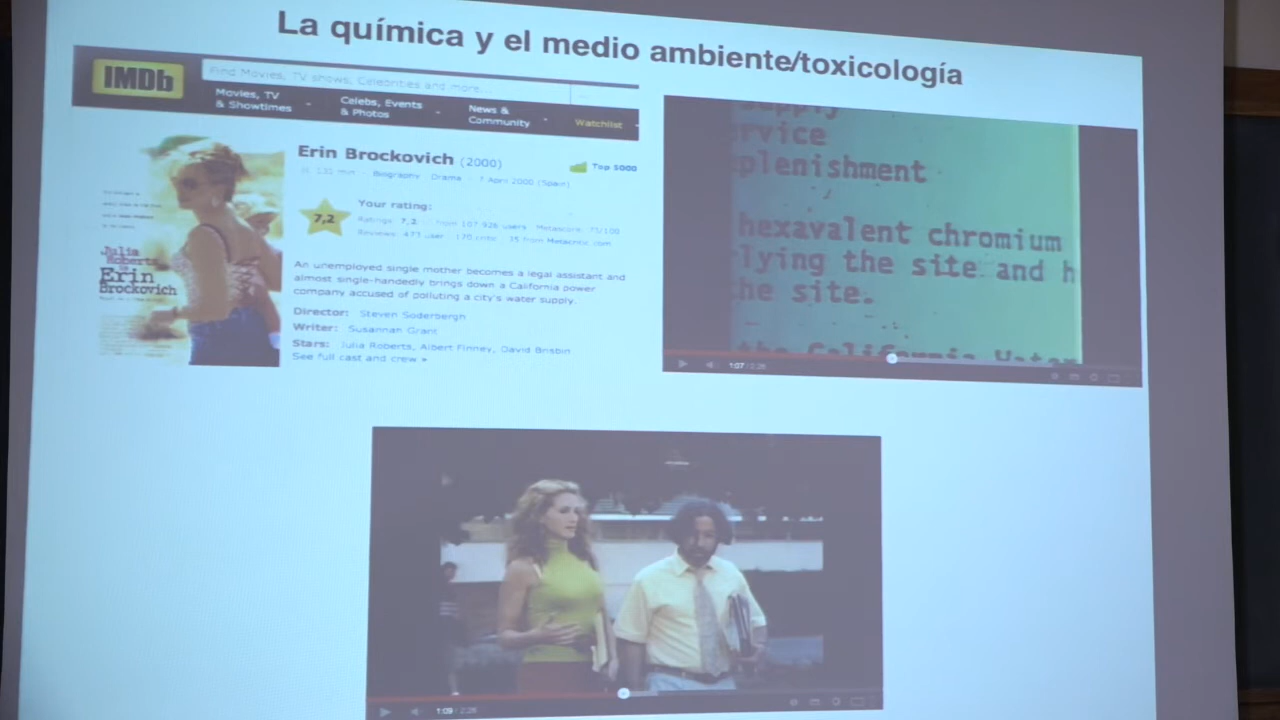 La química y el medio ambiente/toxicología
IMDb
Find Movies, TV shows, Celebrities and more...
Movies, TV
& Showtimes
Celebs, Events
& Photos
News &
Community
Watchlist
Erin Brockovich (2000)
Top 5000
Biography Drama
April 2000 (Spain)
7,2
Your rating:
Ratings: 7,2 from 107 926 users Metascore: 73/100
Reviews: 473 user 35 from Metacritic.com
An unemployed single mother becomes a legal assistant and
almost single-handedly brings down a California power
company accused of polluting a city's water supply.
Director: Steven Soderbergh
Writer: Susannah Grant
Stars: Julia Roberts, Albert Finney, David Brisbin
See full cast and crew »
Julia
Roberts
Erin
Brockovich
service
plenishment
hexavalent chromium
lying the site and h
the site.
the California Water
1:07 / 2:28
1:09 / 2:28